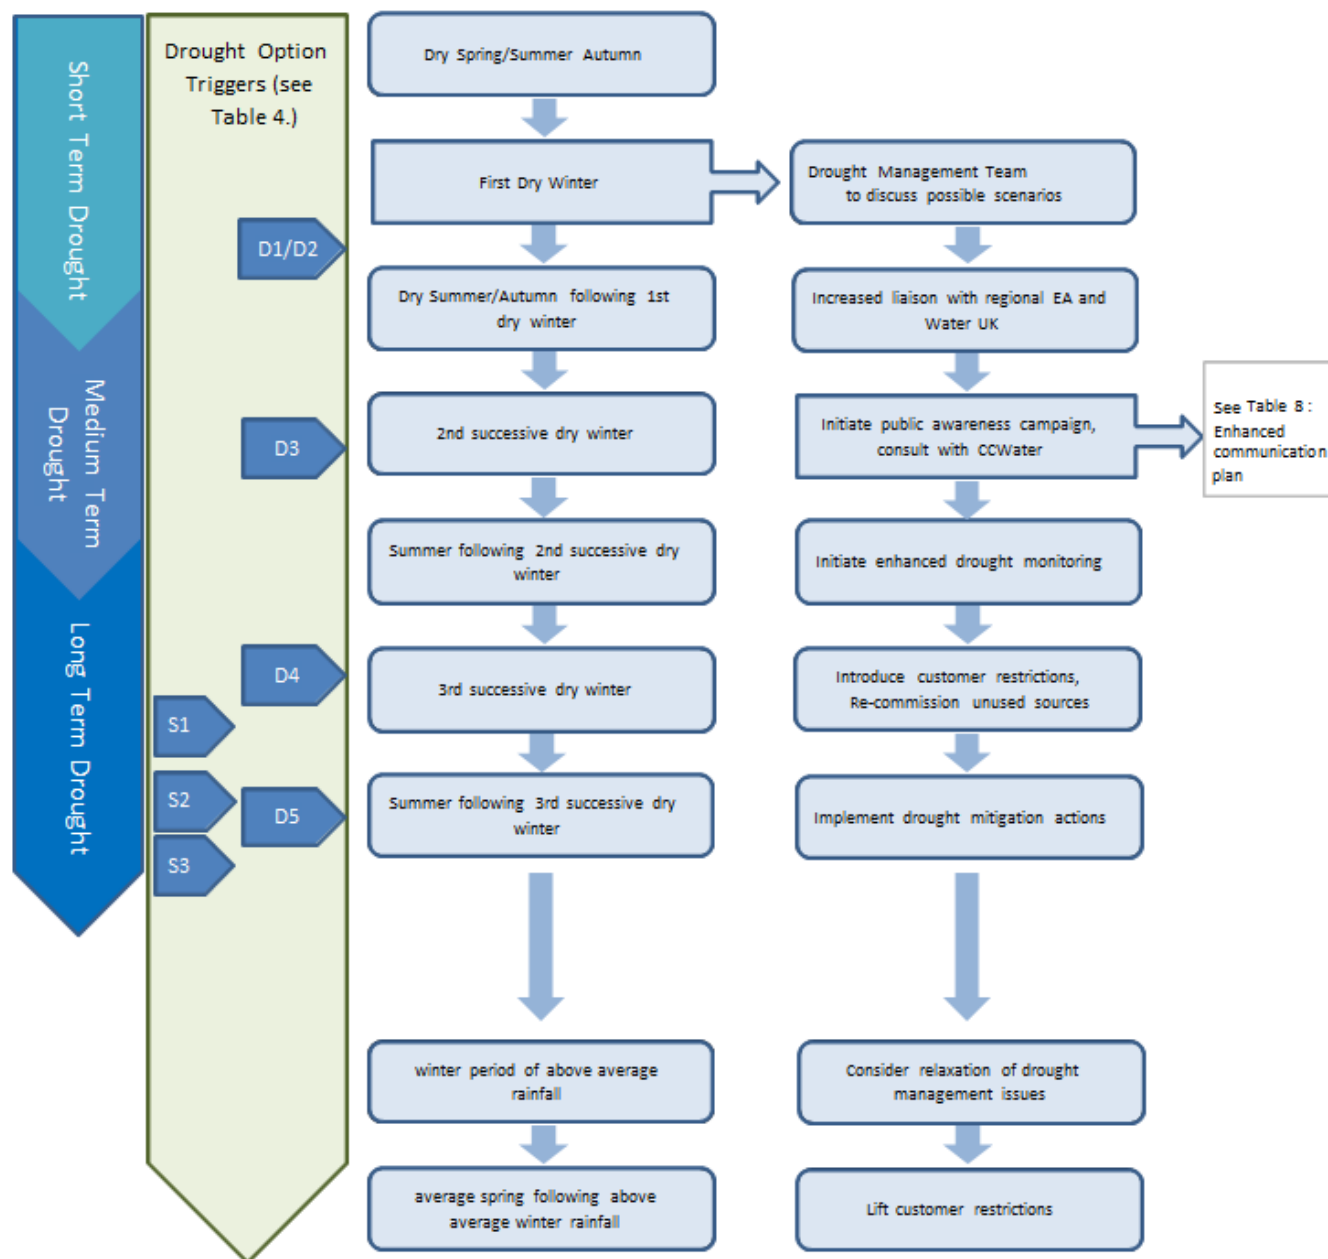 Short Term Drought
Medium Term
Drought
Long Term Drought
Drought Option
Triggers (see
Table 4.)
D1/D2
D3
D4
S1
S2
D5
S3
Dry Spring/Summer Autumn
First Dry Winter
Dry Summer/Autumn following 1st
dry winter
2nd successive dry winter
Summer following 2nd successive dry
winter
3rd successive dry winter
Summer following 3rd successive dry
winter
winter period of above average
rainfall
average spring following above
average winter rainfall
Drought Management Team
to discuss possible scenarios
Increased liaison with regional EA and
Water UK
Initiate public awareness campaign,
consult with CCWater
Initiate enhanced drought monitoring
Introduce customer restrictions,
Re-commission unused sources
Implement drought mitigation actions
Consider relaxation of drought
management issues
Lift customer restrictions
See Table 8 :
Enhanced
communication
plan